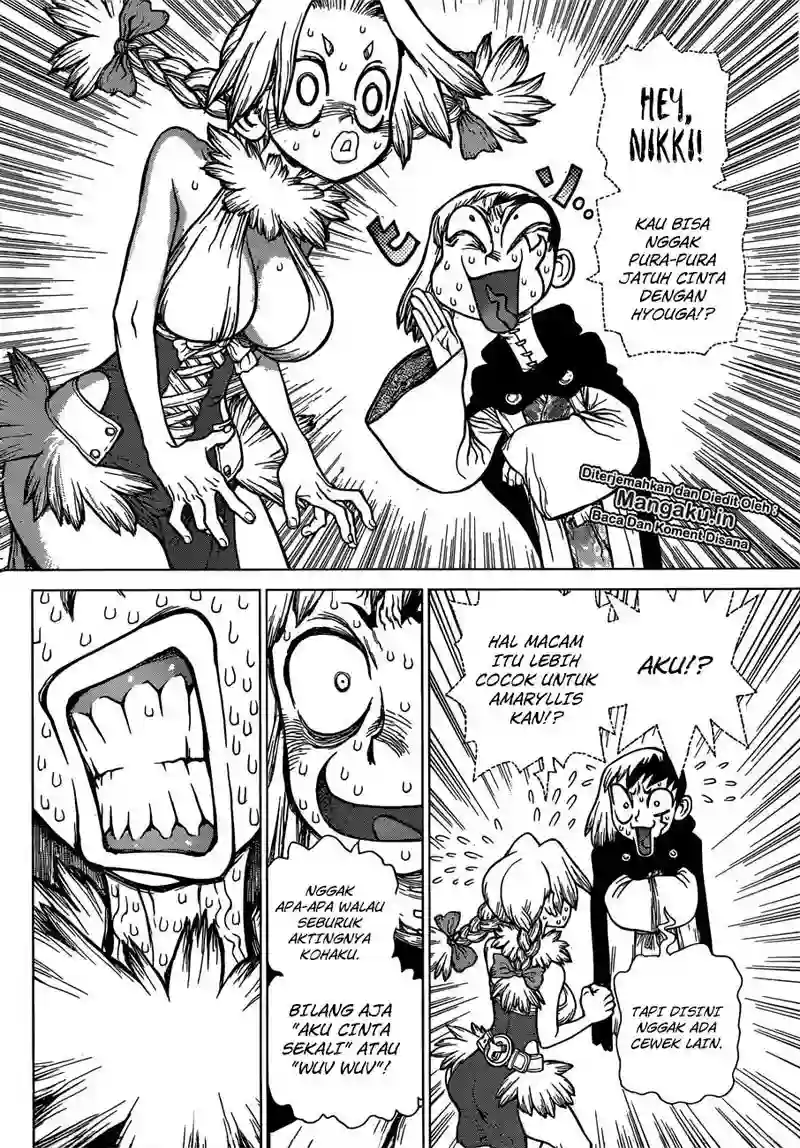 HEY,
NIKKI!
KAU BISA
NGGAK
PURA-PURA
JATUH CINTA
DENGAN
HYOUGA!?
ヒ
ソ。。
Diterjemahkan dan Diedit Oleh :
Mangaku.in
Baca Dan Koment Disana
AKU!?
HAL MACAM
ITU LEBIH
COCOK UNTUK
AMARYLLIS
KAN!?
TAPI DISINI
NGGAK ADA
CEWEK LAIN.
NGGAK
APA-APA WALAU
SEBURUK
AKTINGNYA
KOHAKU.
BILANG AJA
"AKU CINTA
SEKALI" ATAU
"WUV WUV"!